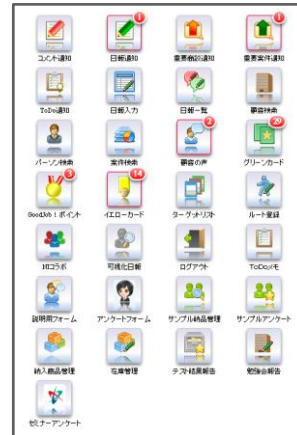 1
1
コメント通知
日報通知
重要商談通知
重要案件通知
ToDo通知
日報入力
日報一覧
顧客検索
2
29
パーソン検索
案件検索
顧客の声
グリーンカード
3
14
GoodJob!ポイント
イエローカード
ターゲットリスト
ルート登録
NIコラボ
可視化日報
ログアウト
ToDoメモ
説明用フォーム
アンケートフォーム
サンプル納品管理
サンプルアンケート
納入商品管理
在庫管理
テスト結果報告
勉強会報告
セミナーアンケート